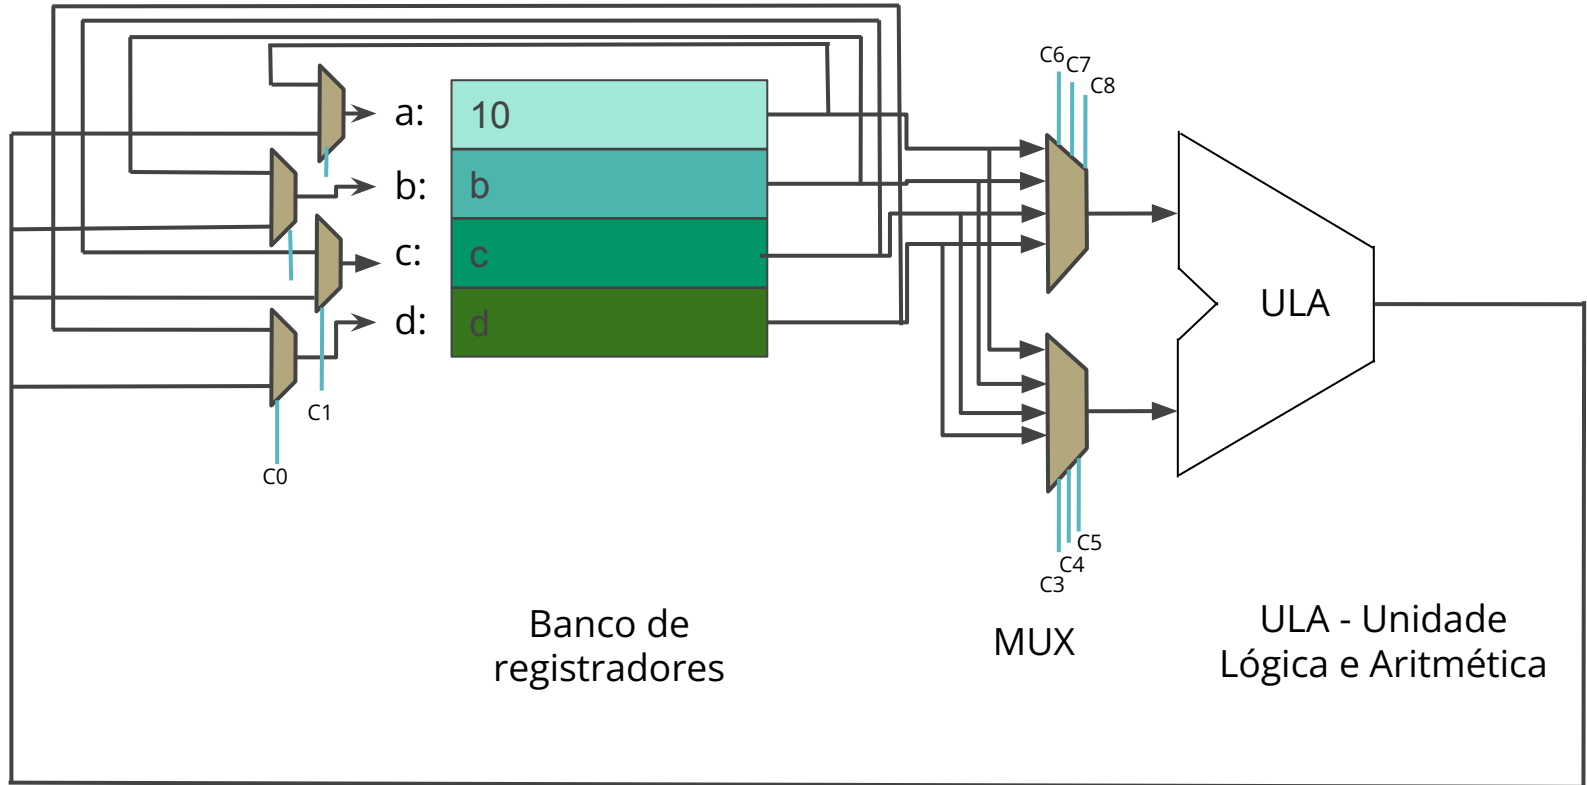 C6
C7
C8
a:
10
b:
b
c:
c
d:
d
ULA
C1
C0
C5
C4
C3
Banco de
registradores
MUX
ULA - Unidade
Lógica e Aritmética